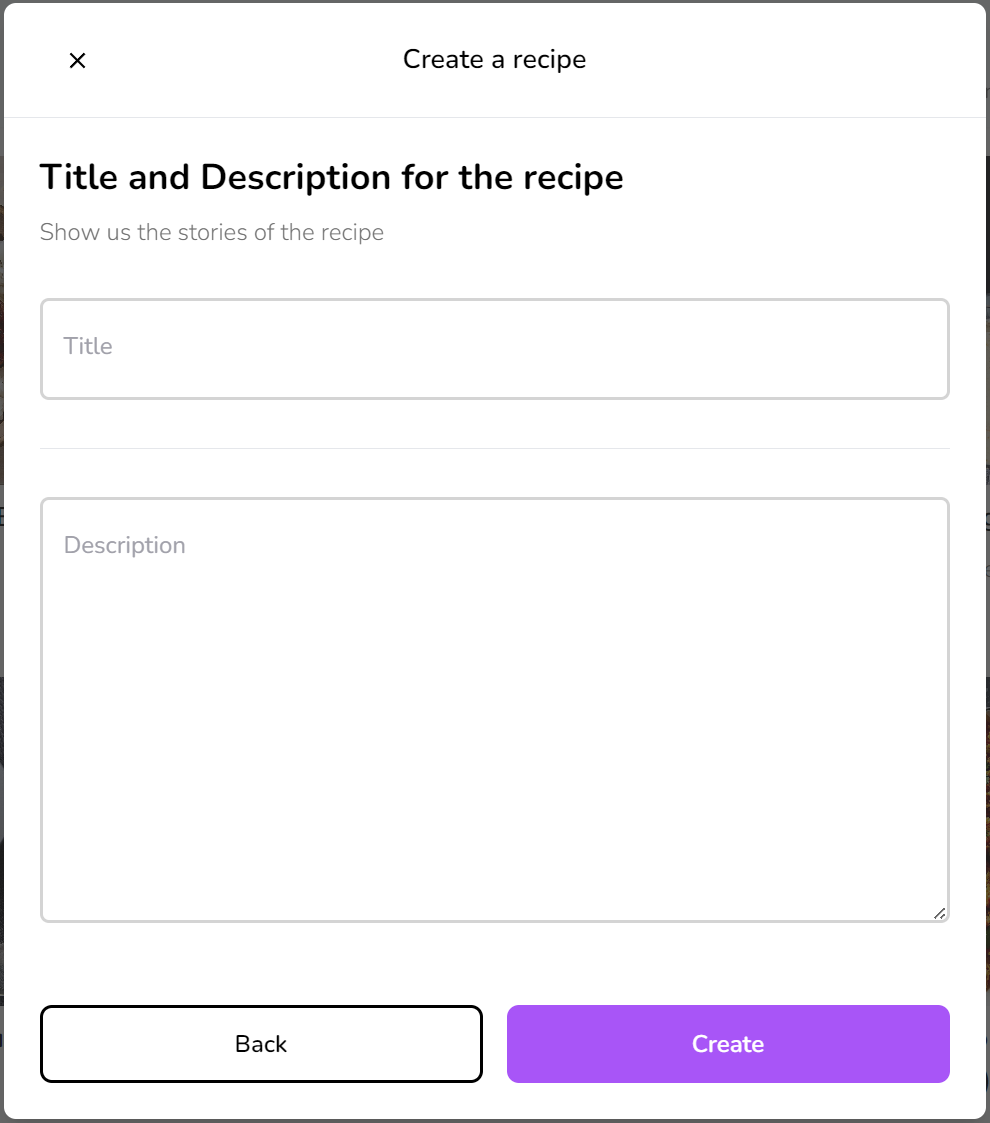 Create a recipe
Title and Description for the recipe
Show us the stories of the recipe
Title
Description
Back
Create